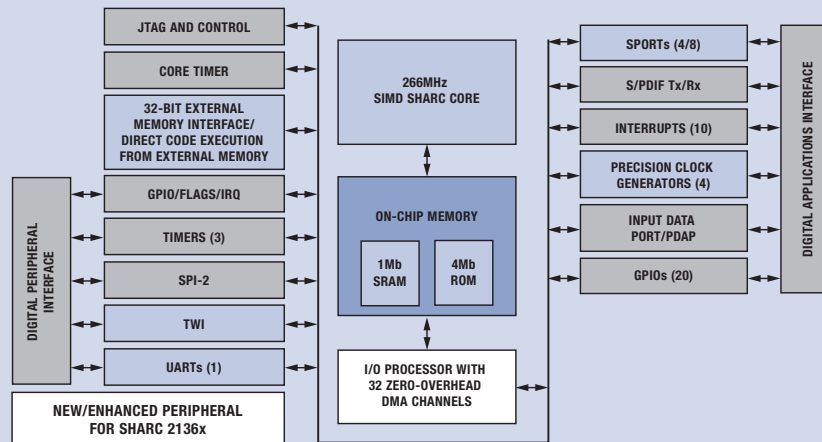 JTAG AND CONTROL
CORE TIMER
32-BIT EXTERNAL
MEMORY INTERFACE/
DIRECT CODE EXECUTION
FROM EXTERNAL MEMORY
GPIO/FLAGS/IRQ
TIMERS (3)
SPI-2
TWI
UARTs (1)
DIGITAL PERIPHERAL
INTERFACE
NEW/ENHANCED PERIPHERAL
FOR SHARC 2136x
266MHz
SIMD SHARC CORE
ON-CHIP MEMORY
1Mb
SRAM
4Mb
ROM
I/O PROCESSOR WITH
32 ZERO-OVERHEAD
DMA CHANNELS
SPORTs (4/8)
S/PDIF Tx/Rx
INTERRUPTS (10)
PRECISION CLOCK
GENERATORS (4)
INPUT DATA
PORT/PDAP
GPIOs (20)
DIGITAL APPLICATIONS INTERFACE